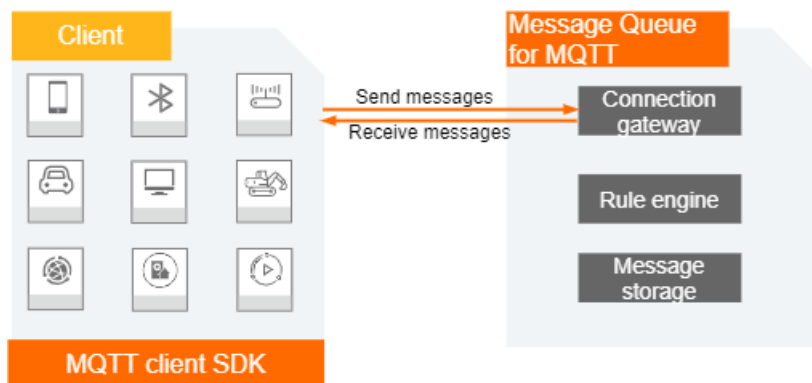 Client
Message Queue
for MQTT
Send messages
Receive messages
Connection
gateway
Rule engine
Message
storage
MQTT client SDK